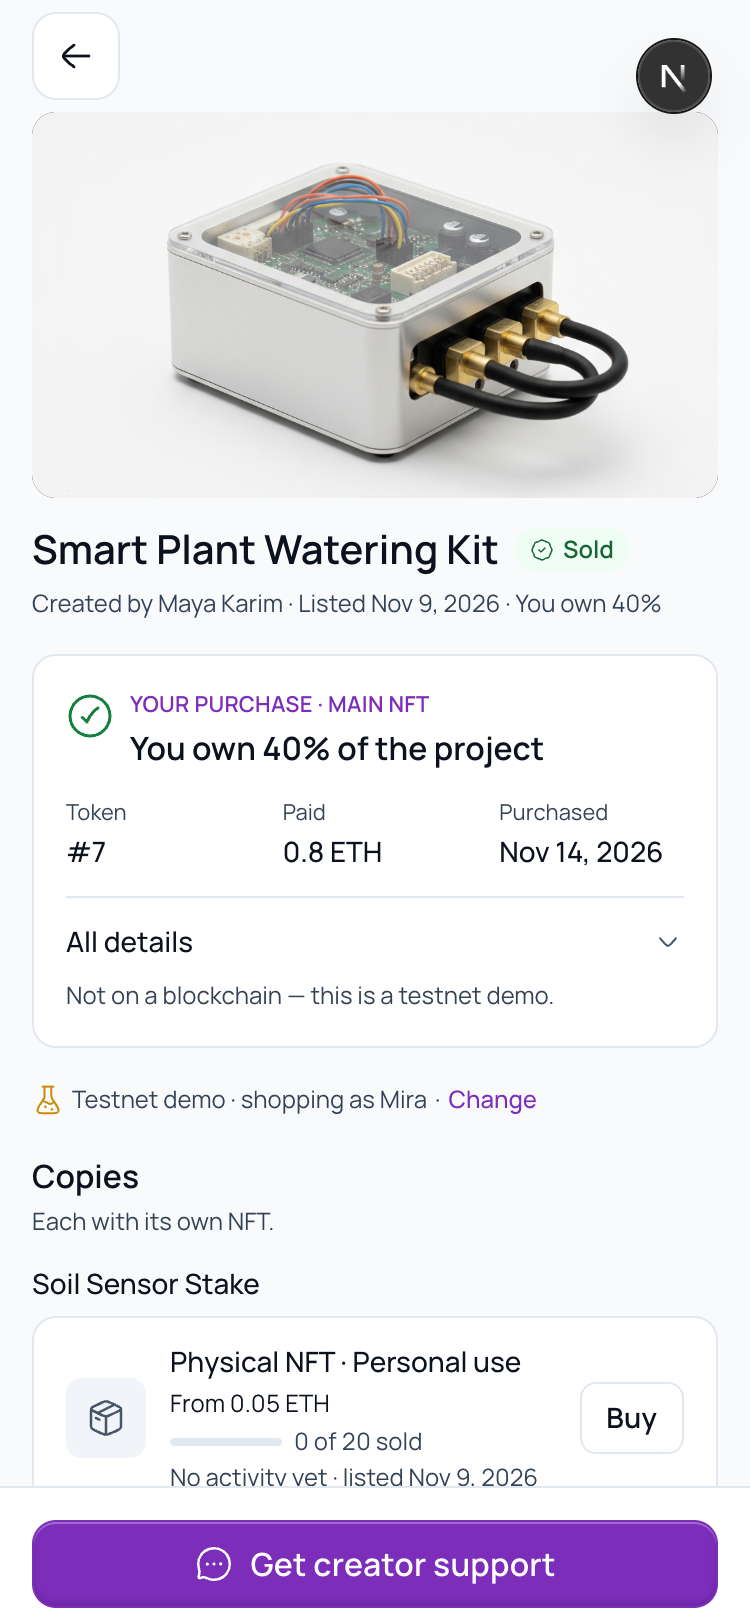 N
Smart Plant Watering Kit
Sold
Created by Maya Karim · Listed Nov 9, 2026 · You own 40%
YOUR PURCHASE · MAIN NFT
You own 40% of the project
Token
Paid
Purchased
#7
0.8 ETH
Nov 14, 2026
All details
Not on a blockchain — this is a testnet demo.
Testnet demo · shopping as Mira · Change
Copies
Each with its own NFT.
Soil Sensor Stake
Physical NFT · Personal use
From 0.05 ETH
0 of 20 sold
Buy
No activity yet · listed Nov 9, 2026
Get creator support